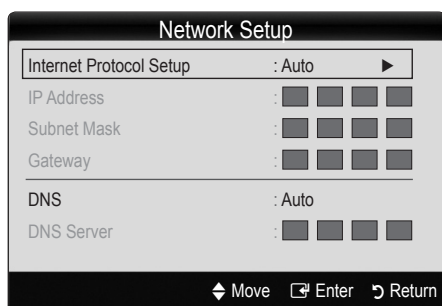 Network Setup
Internet Protocol Setup : Auto ►
IP Address :
Subnet Mask :
Gateway :
DNS : Auto
DNS Server :
Move Enter Return